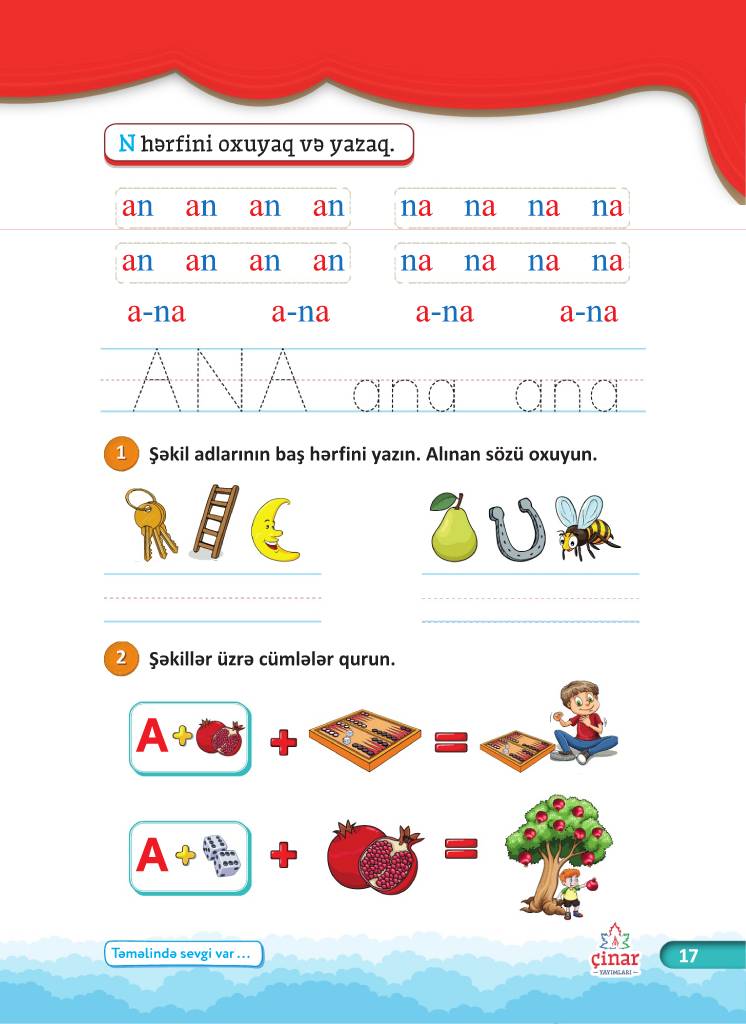 N hərfini oxuyaq və yazaq.
an an an an na na na na
an an an an na na na na
a-na a-na a-na a-na
ANA ana ana
1 Şəkil adlarının baş hərfini yazın. Alınan sözü oxuyun.
2 Şəkillər üzrə cümlələr qurun.
A + + =
A + + =
Təməlində sevgi var ...
çinar
YAYIMLARI
17